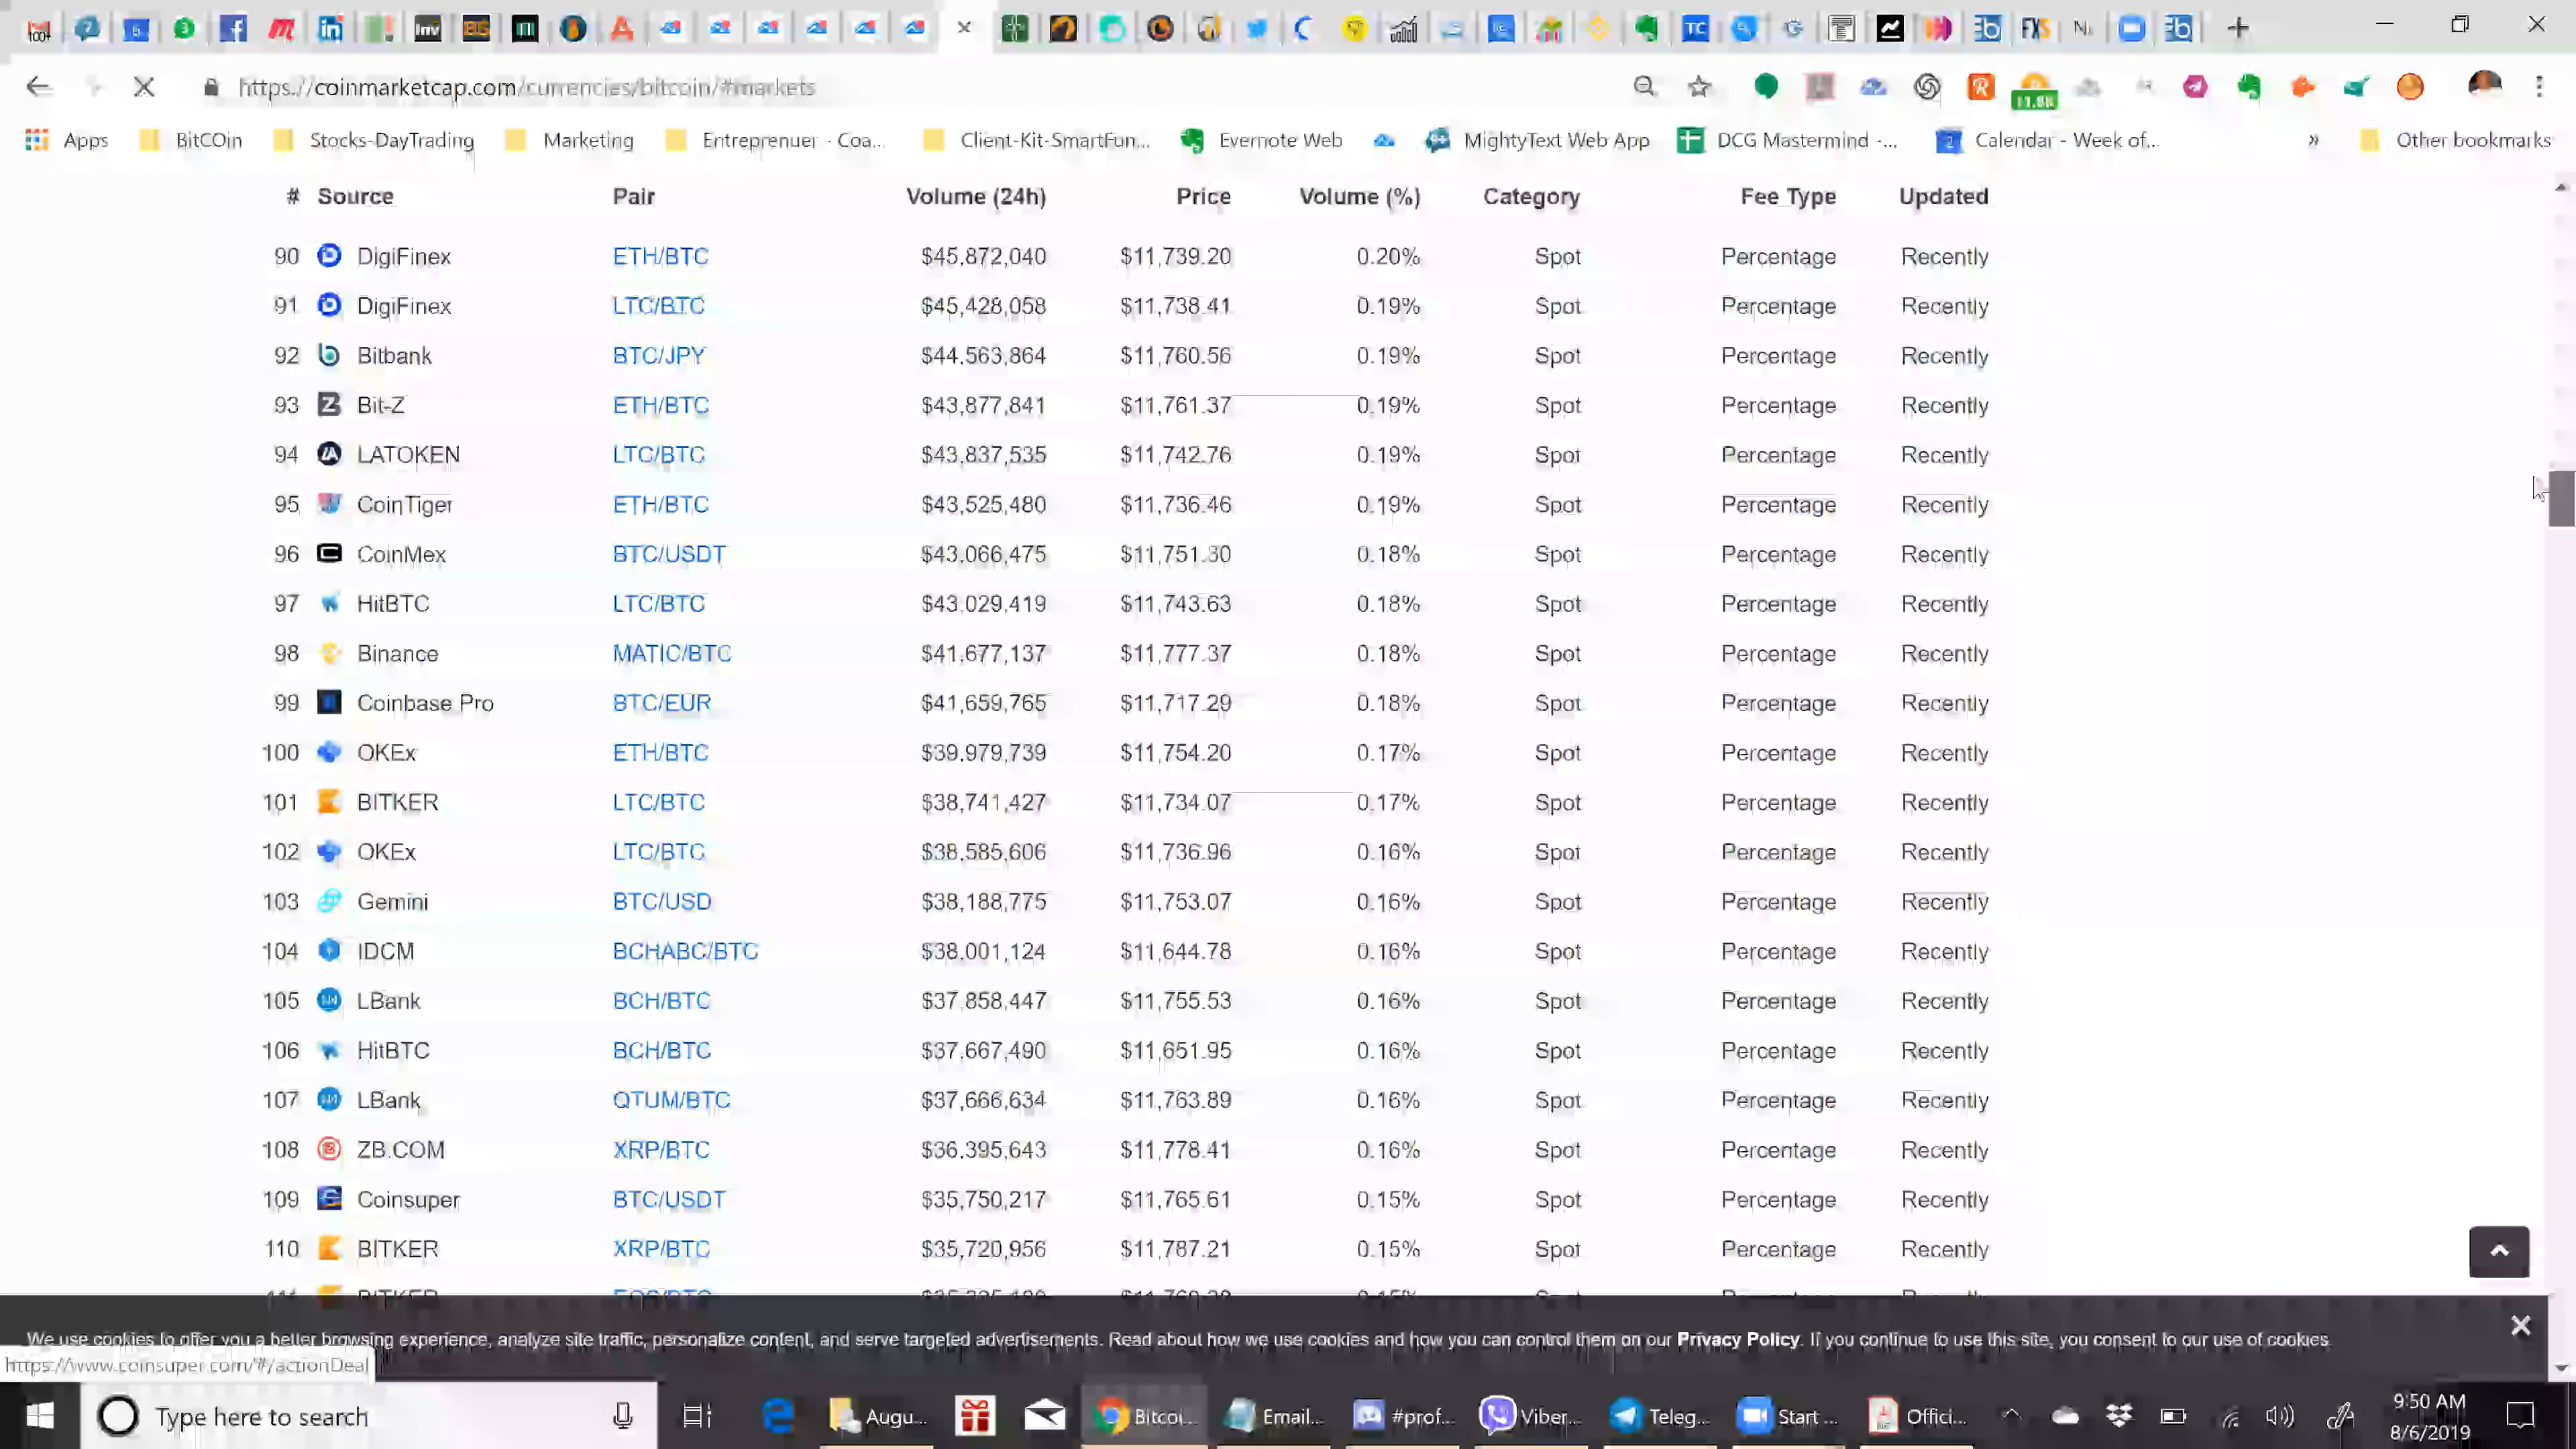 https://coinmarketcap.com/currencies/bitcoin/#markets
Apps BitCOin Stocks-DayTrading Marketing Entreprenuer - Coa... Client-Kit-SmartFun... Evernote Web MightyText Web App DCG Mastermind -... Calendar - Week of... » Other bookmarks
# Source Pair Volume (24h) Price Volume (%) Category Fee Type Updated
90 DigiFinex ETH/BTC $45,872,040 $11,739.20 0.20% Spot Percentage Recently
91 DigiFinex LTC/BTC $45,428,058 $11,738.41 0.19% Spot Percentage Recently
92 Bitbank BTC/JPY $44,563,864 $11,760.56 0.19% Spot Percentage Recently
93 Bit-Z ETH/BTC $43,877,841 $11,761.37 0.19% Spot Percentage Recently
94 LATOKEN LTC/BTC $43,837,535 $11,742.76 0.19% Spot Percentage Recently
95 CoinTiger ETH/BTC $43,525,480 $11,736.46 0.19% Spot Percentage Recently
96 CoinMex BTC/USDT $43,066,475 $11,751.30 0.18% Spot Percentage Recently
97 HitBTC LTC/BTC $43,029,419 $11,743.63 0.18% Spot Percentage Recently
98 Binance MATIC/BTC $41,677,137 $11,777.37 0.18% Spot Percentage Recently
99 Coinbase Pro BTC/EUR $41,659,765 $11,717.29 0.18% Spot Percentage Recently
100 OKEx ETH/BTC $39,979,739 $11,754.20 0.17% Spot Percentage Recently
101 BITKER LTC/BTC $38,741,427 $11,734.07 0.17% Spot Percentage Recently
102 OKEx LTC/BTC $38,585,606 $11,736.96 0.16% Spot Percentage Recently
103 Gemini BTC/USD $38,188,775 $11,753.07 0.16% Spot Percentage Recently
104 IDCM BCHABC/BTC $38,001,124 $11,644.78 0.16% Spot Percentage Recently
105 LBank BCH/BTC $37,858,447 $11,755.53 0.16% Spot Percentage Recently
106 HitBTC BCH/BTC $37,667,490 $11,651.95 0.16% Spot Percentage Recently
107 LBank QTUM/BTC $37,666,634 $11,763.89 0.16% Spot Percentage Recently
108 ZB.COM XRP/BTC $36,395,643 $11,778.41 0.16% Spot Percentage Recently
109 Coinsuper BTC/USDT $35,750,217 $11,765.61 0.15% Spot Percentage Recently
110 BITKER XRP/BTC $35,720,956 $11,787.21 0.15% Spot Percentage Recently
We use cookies to offer you a better browsing experience, analyze site traffic, personalize content, and serve targeted advertisements. Read about how we use cookies and how you can control them on our Privacy Policy. If you continue to use this site, you consent to our use of cookies.
https://www.coinsuper.com/#/actionDeal
Type here to search Augu... Bitcoi... Email... #prof... Viber... Teleg... Start ... Offici... 9:50 AM
8/6/2019